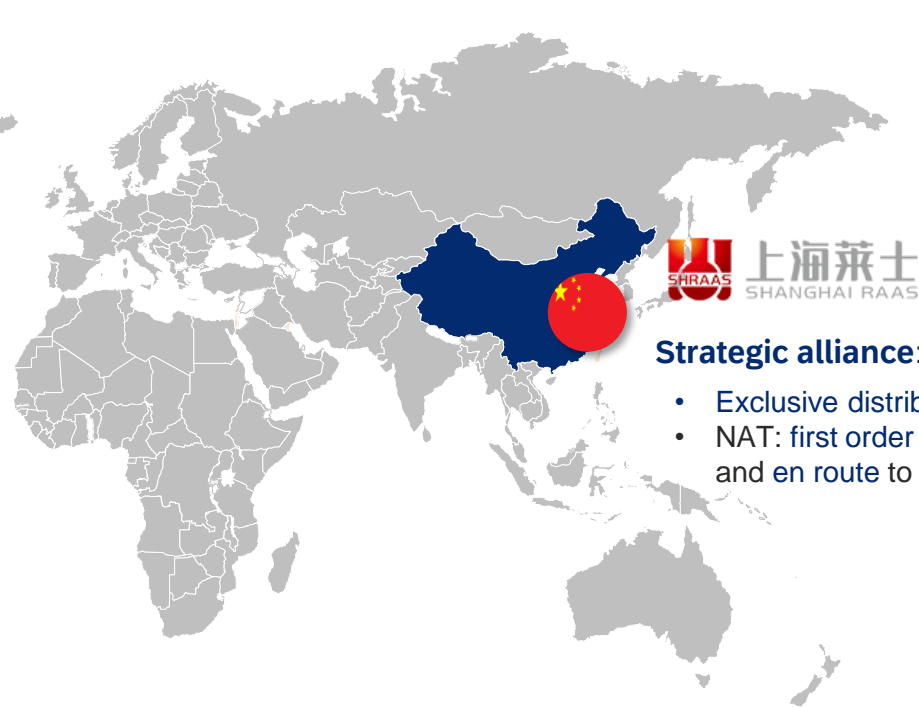 SHRAAS
上海莱士
SHANGHAI RAAS
Strategic alliance:
• Exclusive distrib
• NAT: first order
and en route to